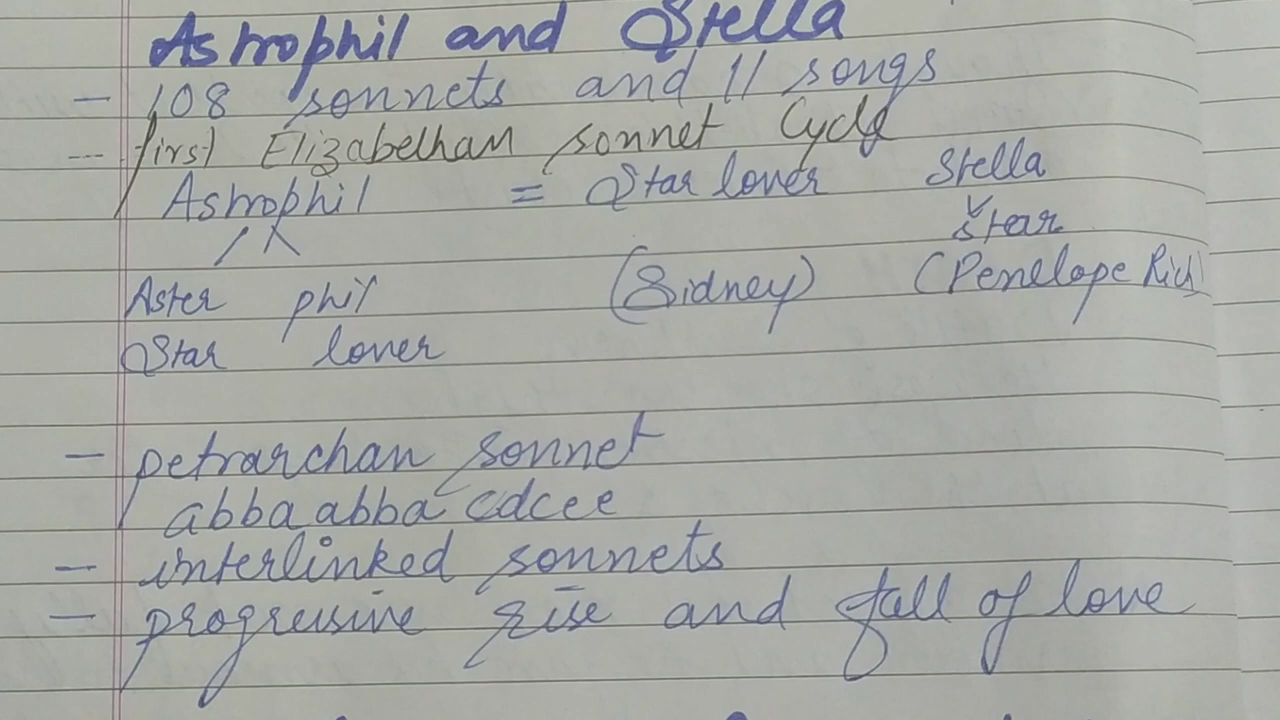 Astrophil and Stella
- 108 sonnets and 11 songs
- first Elizabethan sonnet Cycle
Astrophil = Star lover Stella
Star
Aster phil (Sidney) (Penelope Rich)
Star lover
- petrarchan sonnet
abba abba cdcee
- interlinked sonnets
- progressive rise and fall of love